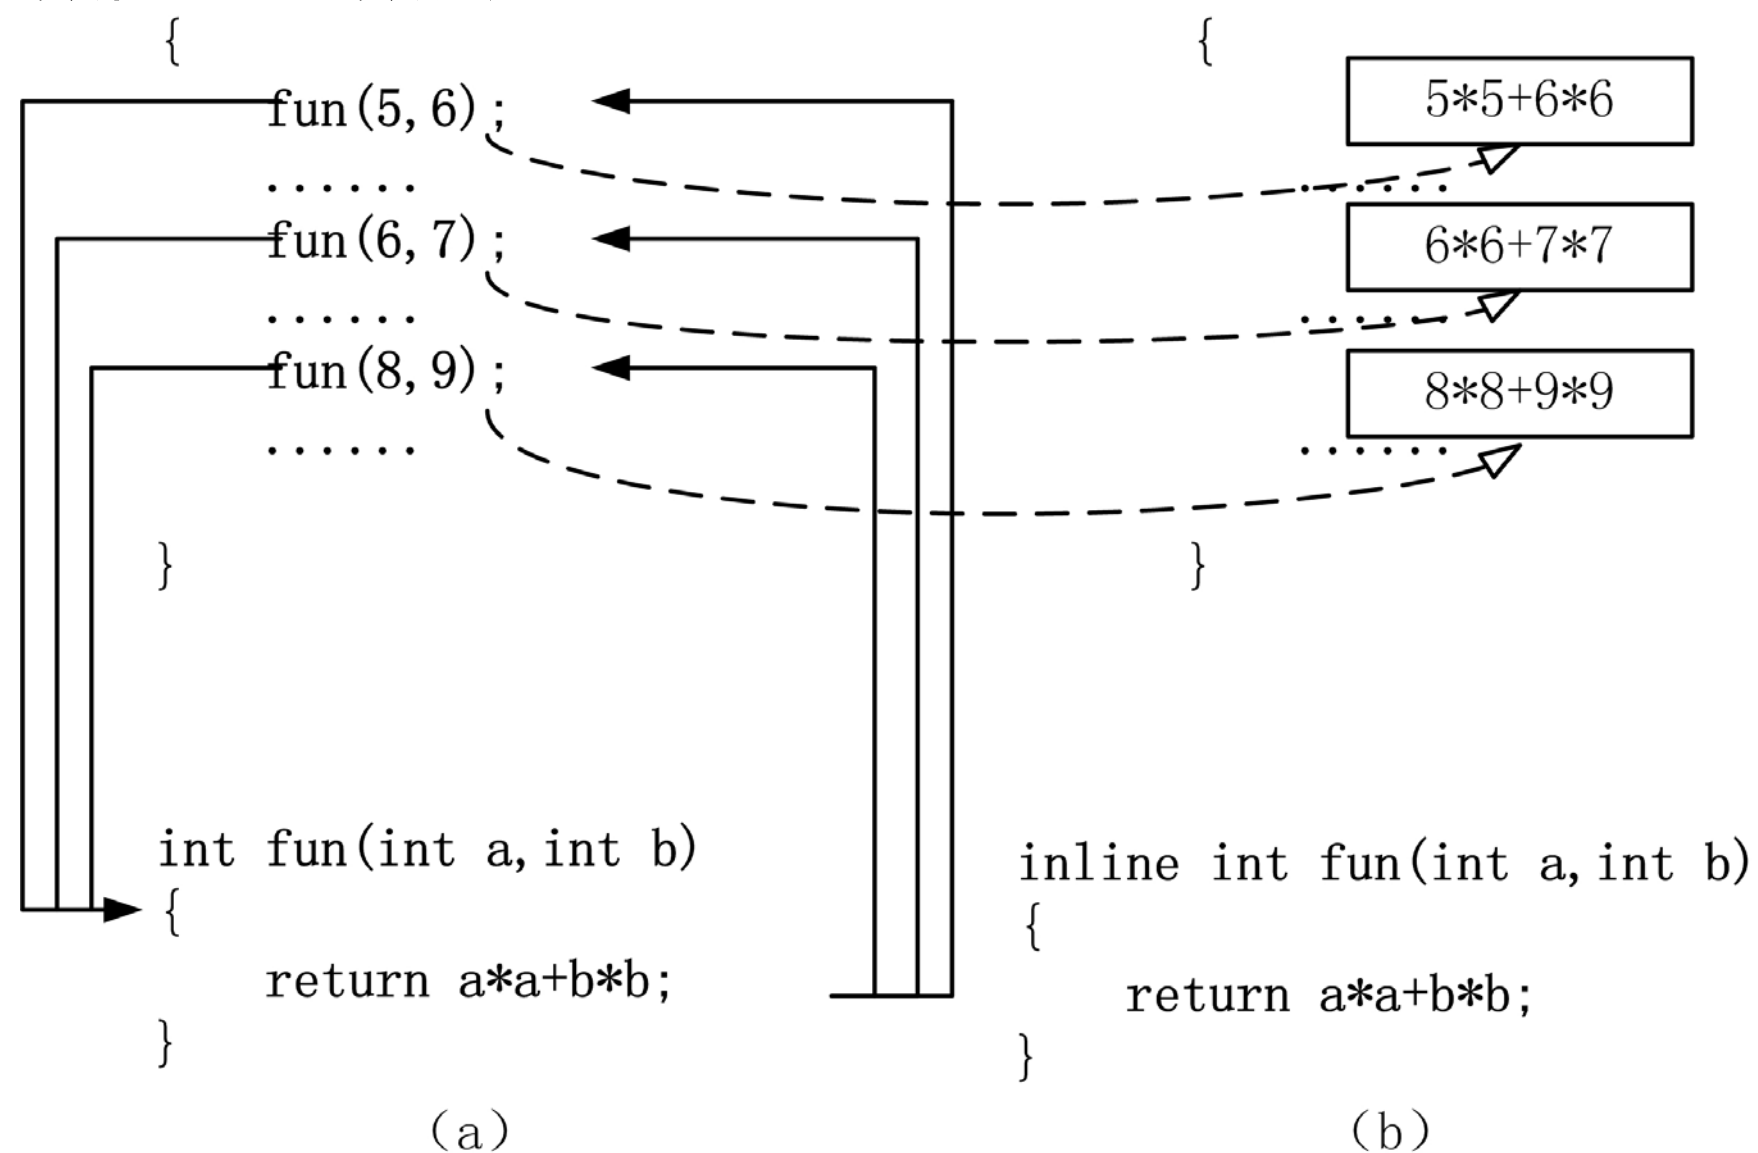 {
fun(5,6);
......
fun(6,7);
......
fun(8,9);
......
}
int fun(int a,int b)
{
return a*a+b*b;
}
(a)
{
5*5+6*6
......
6*6+7*7
......
8*8+9*9
......
}
inline int fun(int a,int b)
{
return a*a+b*b;
}
(b)